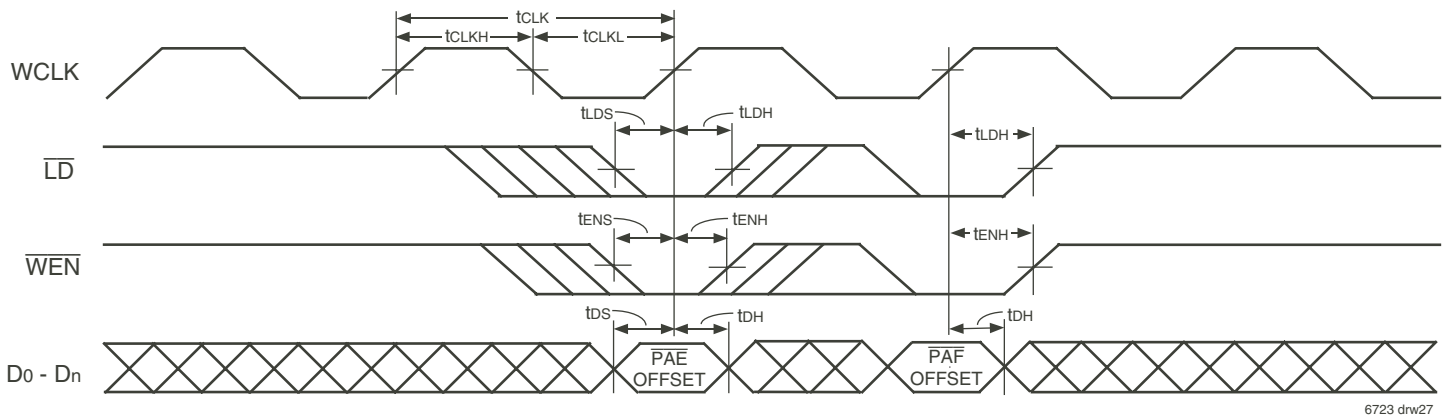 tCLK
tCLKH tCLKL
WCLK
tLDS tLDH
tLDH
LD
tENS tENH
tENH
WEN
tDS tDH
tDH
D0 - Dn
PAE
OFFSET
PAF
OFFSET
6723 drw27